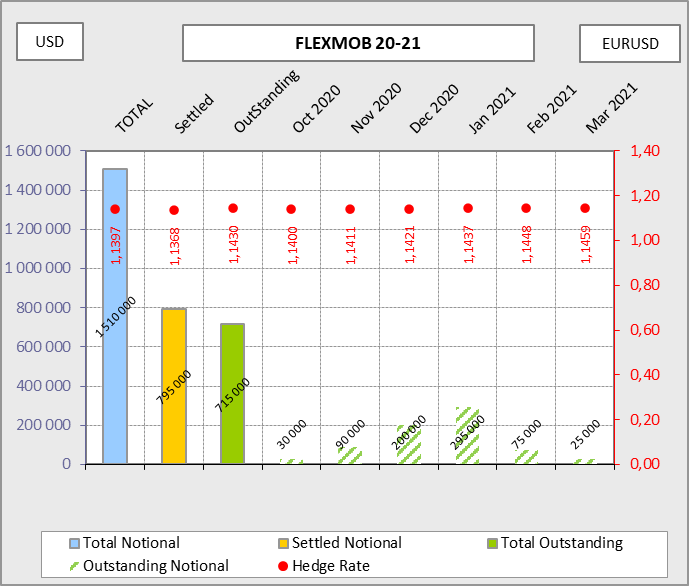 USD
FLEXMOB 20-21
EURUSD
TOTAL
Settled
OutStanding
Oct 2020
Nov 2020
Dec 2020
Jan 2021
Feb 2021
Mar 2021
1 600 000
1 400 000
1 200 000
1 000 000
800 000
600 000
400 000
200 000
0
1,40
1,20
1,00
0,80
0,60
0,40
0,20
0,00
1,1397
1,1368
1,1430
1,1400
1,1411
1,1421
1,1437
1,1448
1,1459
1 510 000
795 000
715 000
30 000
90 000
200 000
295 000
75 000
25 000
Total Notional
Settled Notional
Total Outstanding
Outstanding Notional
Hedge Rate